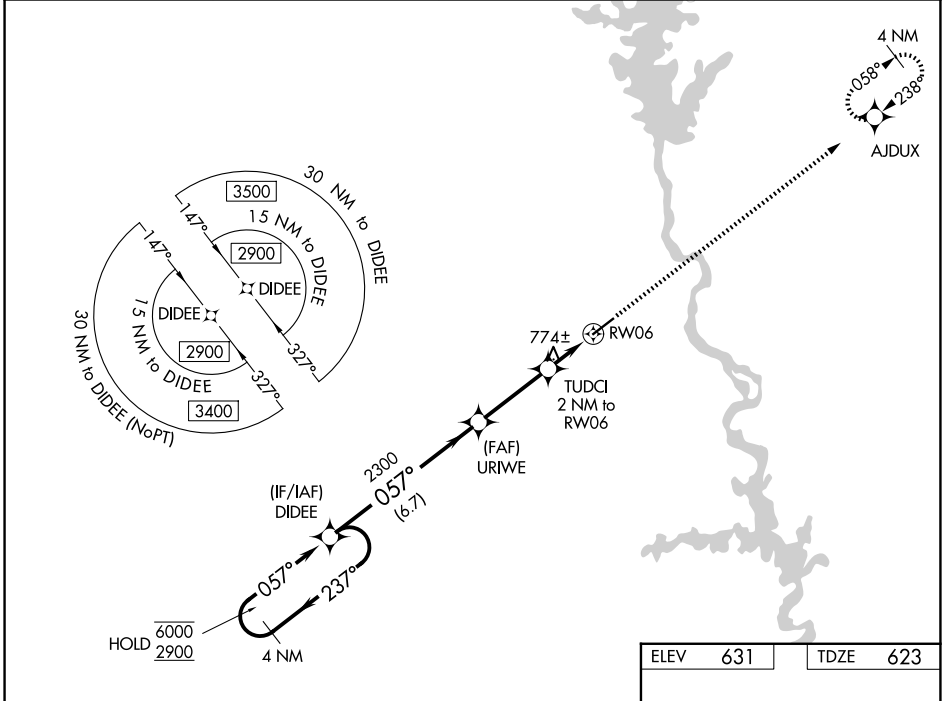 4 NM
058°
238°
AJDUX
30 NM to DIDEE
3500
147°
15 NM to DIDEE
2900
DIDEE
327°
147°
DIDEE
15 NM to DIDEE
2900
327°
30 NM to DIDEE (NoPT)
3400
774±
RW06
TUDCI
2 NM to
RW06
(FAF)
URIWE
2300
057°
(6.7)
(IF/IAF)
DIDEE
057°
237°
HOLD 6000
2900
4 NM
ELEV 631
TDZE 623